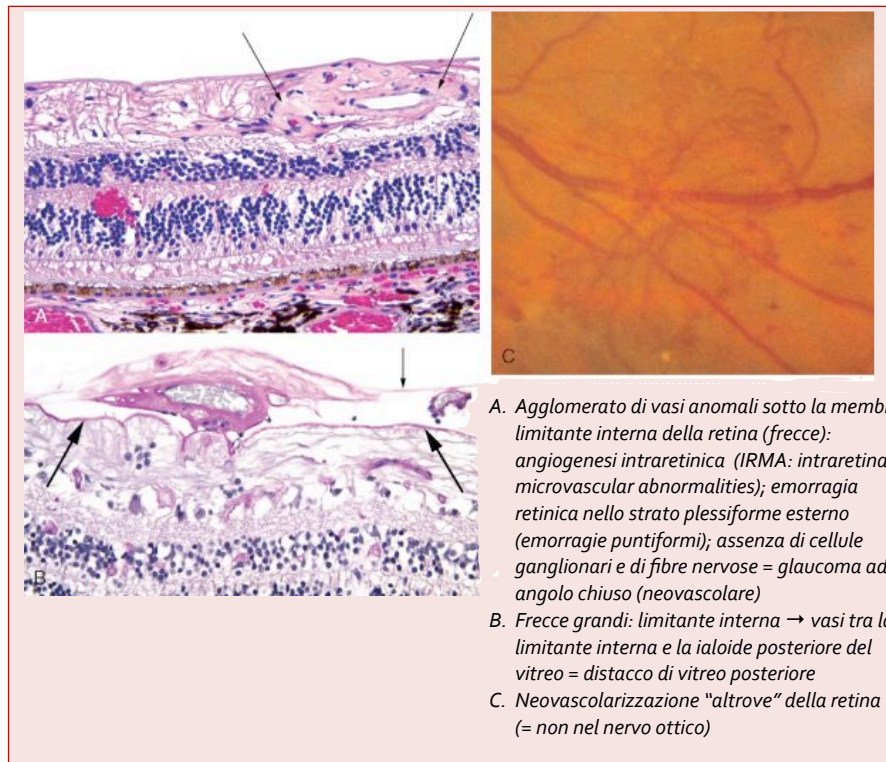 A
C
B
A. Agglomerato di vasi anomali sotto la membr
limitante interna della retina (frecce):
angiogenesi intraretinica (IRMA: intraretina
microvascular abnormalities); emorragia
retinica nello strato plessiforme esterno
(emorragie puntiformi); assenza di cellule
ganglionari e di fibre nervose = glaucoma ad
angolo chiuso (neovascolare)
B. Frecce grandi: limitante interna → vasi tra la
limitante interna e la ialoide posteriore del
vitreo = distacco di vitreo posteriore
C. Neovascolarizzazione "altrove" della retina
(= non nel nervo ottico)